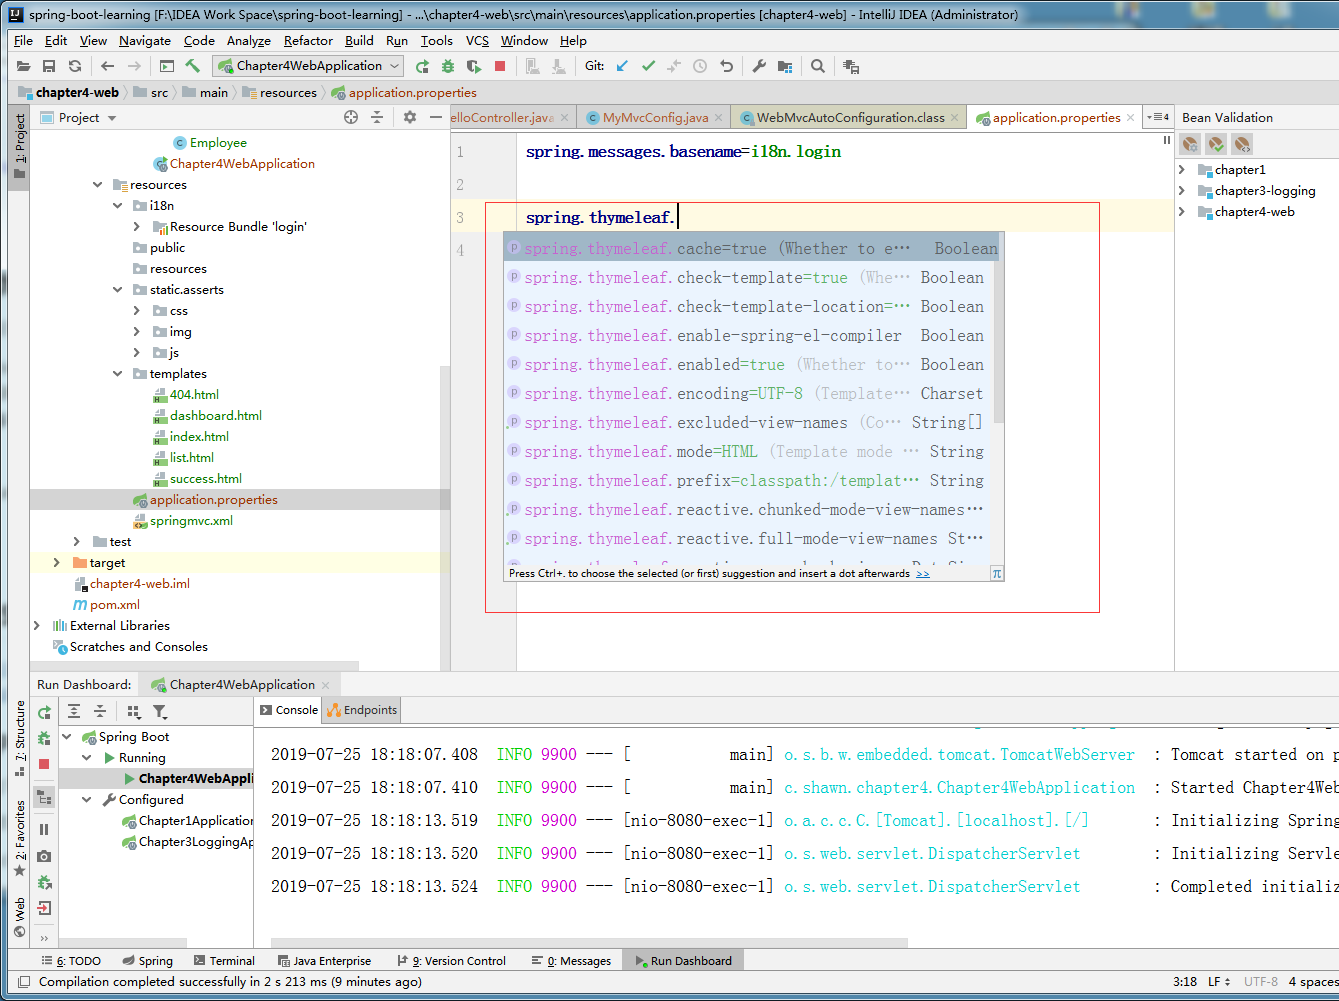 spring-boot-learning [F:\IDEA Work Space\spring-boot-learning] - ...\chapter4-web\src\main\resources\application.properties [chapter4-web] - IntelliJ IDEA (Administrator)
File Edit View Navigate Code Analyze Refactor Build Run Tools VCS Window Help
Chapter4WebApplication Git:
chapter4-web src main resources application.properties
1: Project
Project
elloController.java MyMvcConfig.java WebMvcAutoConfiguration.class application.properties 4
Bean Validation
Employee
Chapter4WebApplication
resources
i18n
Resource Bundle 'login'
public
resources
static.asserts
css
img
js
templates
404.html
dashboard.html
index.html
list.html
success.html
application.properties
springmvc.xml
test
target
chapter4-web.iml
pom.xml
External Libraries
Scratches and Consoles
1 spring.messages.basename=i18n.login
2
3 spring.thymeleaf.
4
spring.thymeleaf.cache=true (Whether to e… Boolean
spring.thymeleaf.check-template=true (Whe… Boolean
spring.thymeleaf.check-template-location=… Boolean
spring.thymeleaf.enable-spring-el-compiler Boolean
spring.thymeleaf.enabled=true (Whether to… Boolean
spring.thymeleaf.encoding=UTF-8 (Template… Charset
spring.thymeleaf.excluded-view-names (Co… String[]
spring.thymeleaf.mode=HTML (Template mode … String
spring.thymeleaf.prefix=classpath:/templat… String
spring.thymeleaf.reactive.chunked-mode-view-names…
spring.thymeleaf.reactive.full-mode-view-names St…
Press Ctrl+. to choose the selected (or first) suggestion and insert a dot afterwards >> π
chapter1
chapter3-logging
chapter4-web
Run Dashboard: Chapter4WebApplication
Console Endpoints
Spring Boot
Running
Chapter4WebAppli
Configured
Chapter1Application
Chapter3LoggingAp
2019-07-25 18:18:07.408 INFO 9900 --- [ main] o.s.b.w.embedded.tomcat.TomcatWebServer : Tomcat started on p
2019-07-25 18:18:07.410 INFO 9900 --- [ main] c.shawn.chapter4.Chapter4WebApplication : Started Chapter4Web
2019-07-25 18:18:13.519 INFO 9900 --- [nio-8080-exec-1] o.a.c.c.C.[Tomcat].[localhost].[/] : Initializing Spring
2019-07-25 18:18:13.520 INFO 9900 --- [nio-8080-exec-1] o.s.web.servlet.DispatcherServlet : Initializing Servle
2019-07-25 18:18:13.524 INFO 9900 --- [nio-8080-exec-1] o.s.web.servlet.DispatcherServlet : Completed initializ
7: Structure
2: Favorites
Web
6: TODO Spring Terminal Java Enterprise 9: Version Control 0: Messages Run Dashboard
Compilation completed successfully in 2 s 213 ms (9 minutes ago) 3:18 LF UTF-8 4 spaces